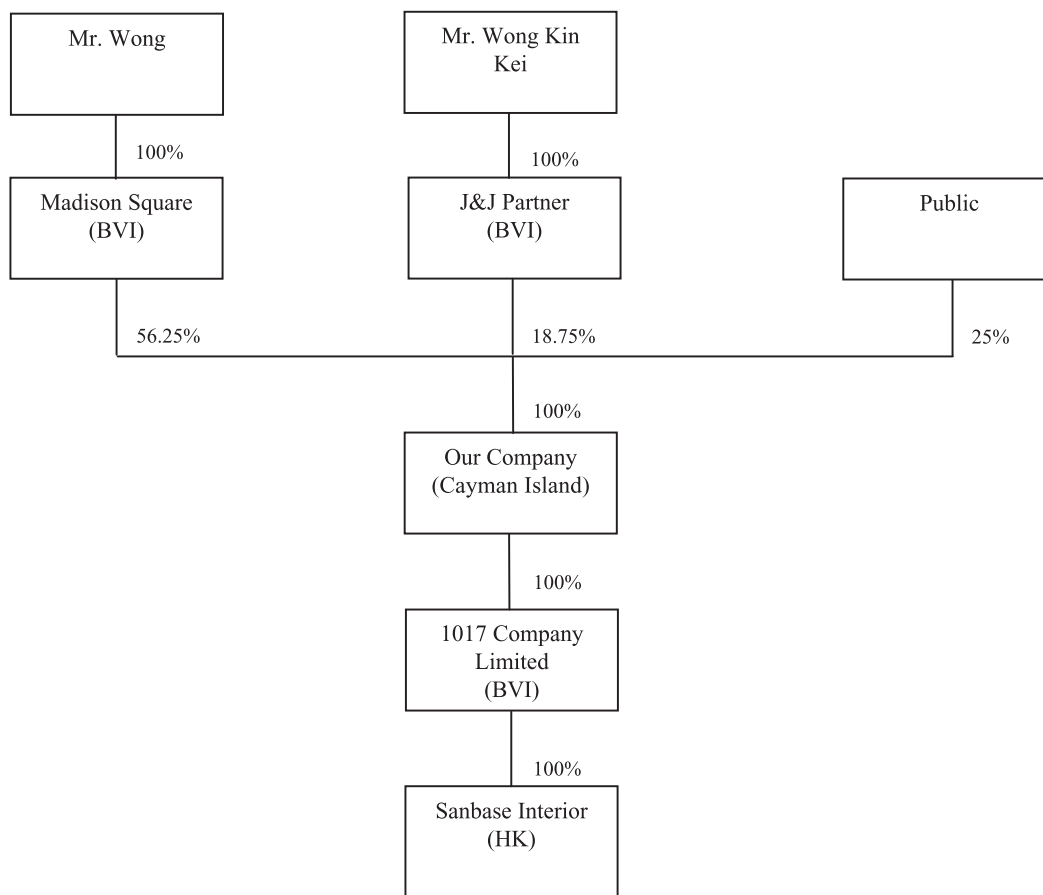 Mr. Wong
Mr. Wong Kin
Kei
100%
100%
Madison Square
(BVI)
J&J Partner
(BVI)
Public
56.25%
18.75%
25%
100%
Our Company
(Cayman Island)
100%
1017 Company
Limited
(BVI)
100%
Sanbase Interior
(HK)